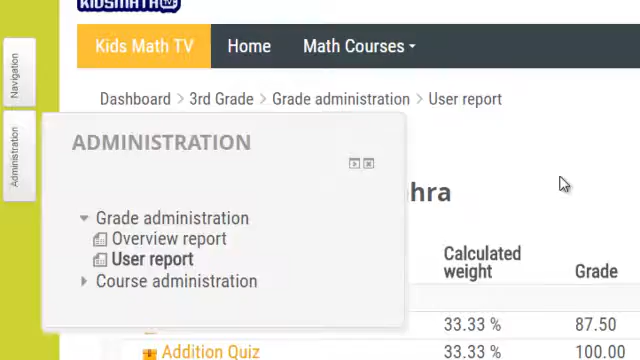 KIDSMATH TV
Kids Math TV Home Math Courses
Navigation
Dashboard 3rd Grade Grade administration User report
Administration
ADMINISTRATION
hra
Grade administration
Overview report
User report
Course administration
Calculated
weight Grade
33.33 % 87.50
Addition Quiz 33.33 % 100.00